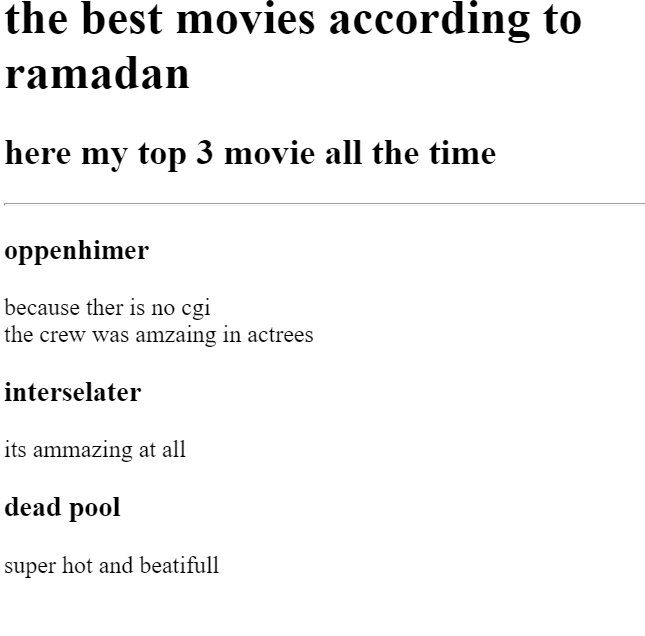 the best movies according to
ramadan
here my top 3 movie all the time
oppenhimer
because ther is no cgi
the crew was amzaing in actrees
interselater
its ammazing at all
dead pool
super hot and beatifull